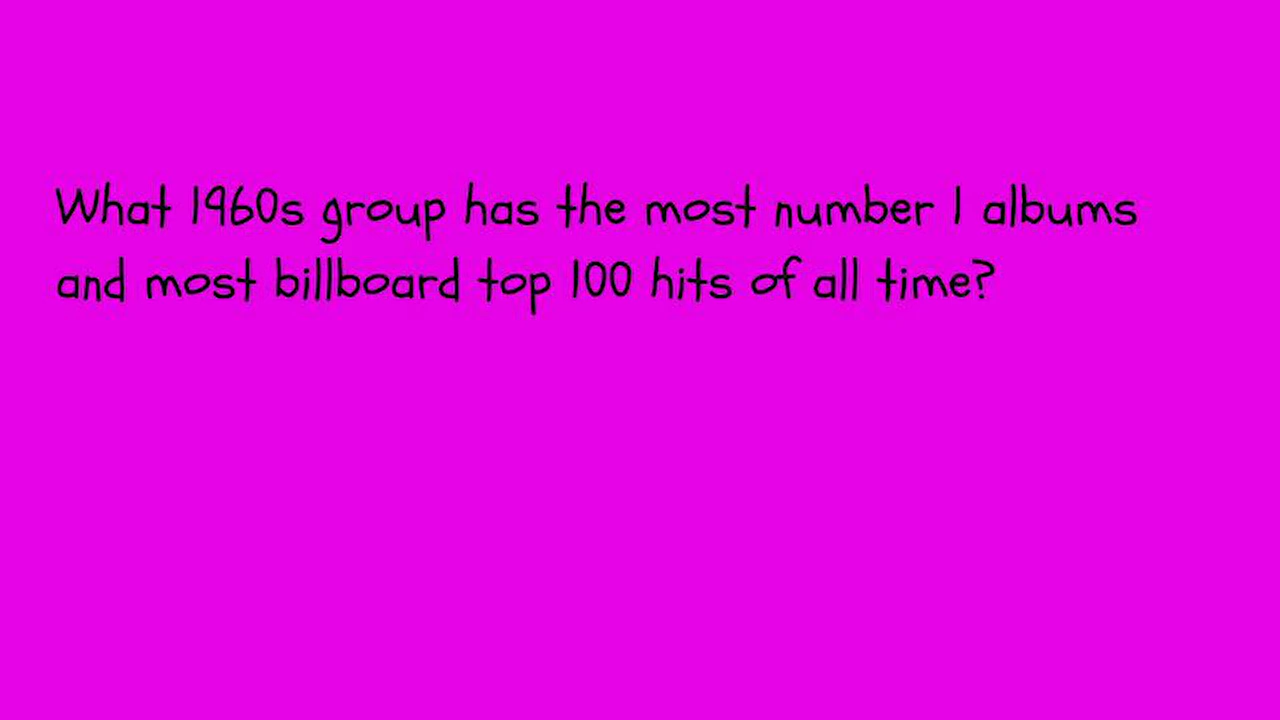 What 1960s group has the most number 1 albums
and most billboard top 100 hits of all time?